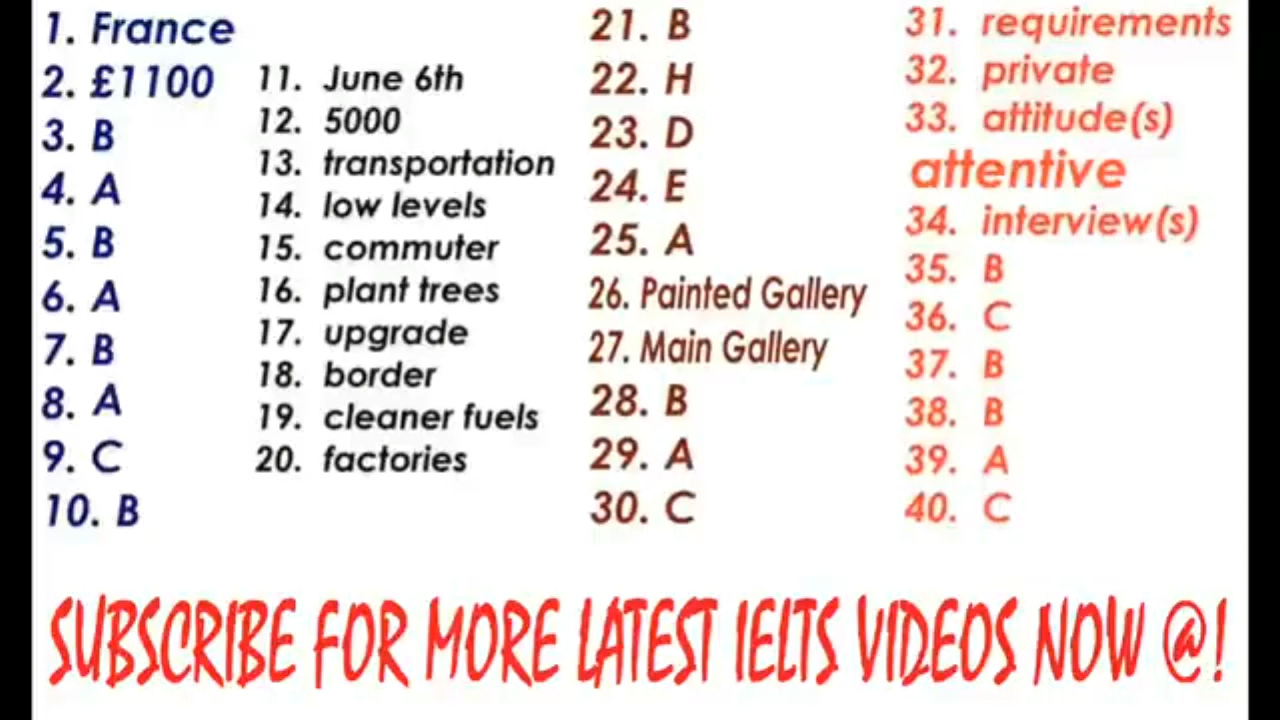 1. France
2. £1100
3. B
4. A
5. B
6. A
7. B
8. A
9. C
10. B
11. June 6th
12. 5000
13. transportation
14. low levels
15. commuter
16. plant trees
17. upgrade
18. border
19. cleaner fuels
20. factories
21. B
22. H
23. D
24. E
25. A
26. Painted Gallery
27. Main Gallery
28. B
29. A
30. C
31. requirements
32. private
33. attitude(s)
attentive
34. interview(s)
35. B
36. C
37. B
38. B
39. A
40. C
SUBSCRIBE FOR MORE LATEST IELTS VIDEOS NOW @!